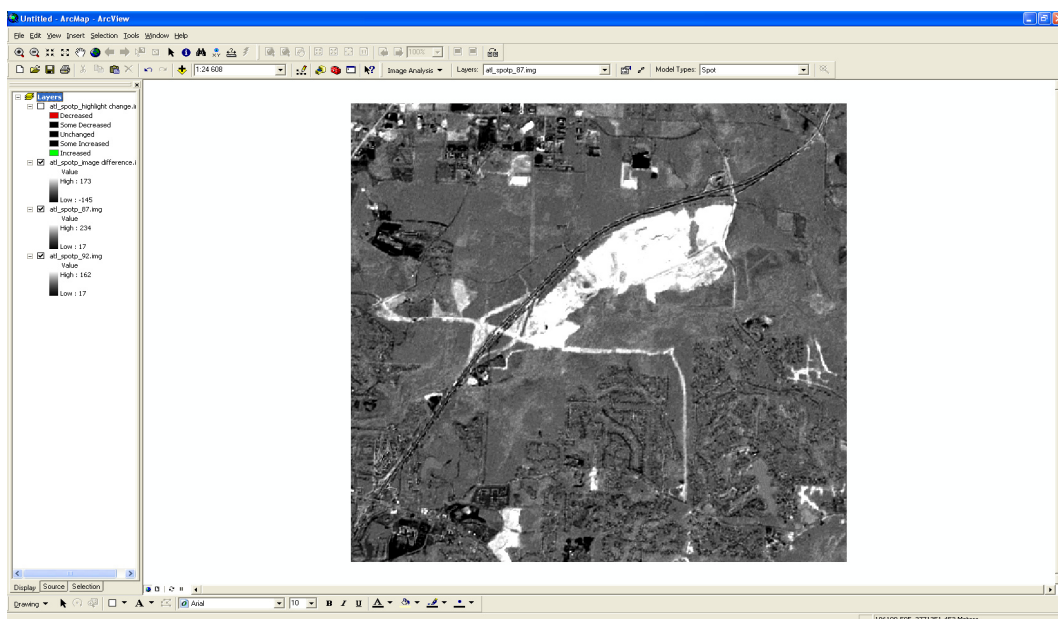 Untitled - ArcMap - ArcView
File Edit View Insert Selection Tools Window Help
100%
1:24 608 Image Analysis Layers: atl_spotp_87.img Model Types: Spot
Layers
atl_spotp_highlight change.i
Decreased
Some Decreased
Unchanged
Some Increased
Increased
atl_spotp_image difference.i
Value
High : 173
Low : -145
atl_spotp_87.img
Value
High : 234
Low : 17
atl_spotp_92.img
Value
High : 162
Low : 17
Display Source Selection
Drawing A Arial 10 B I U A